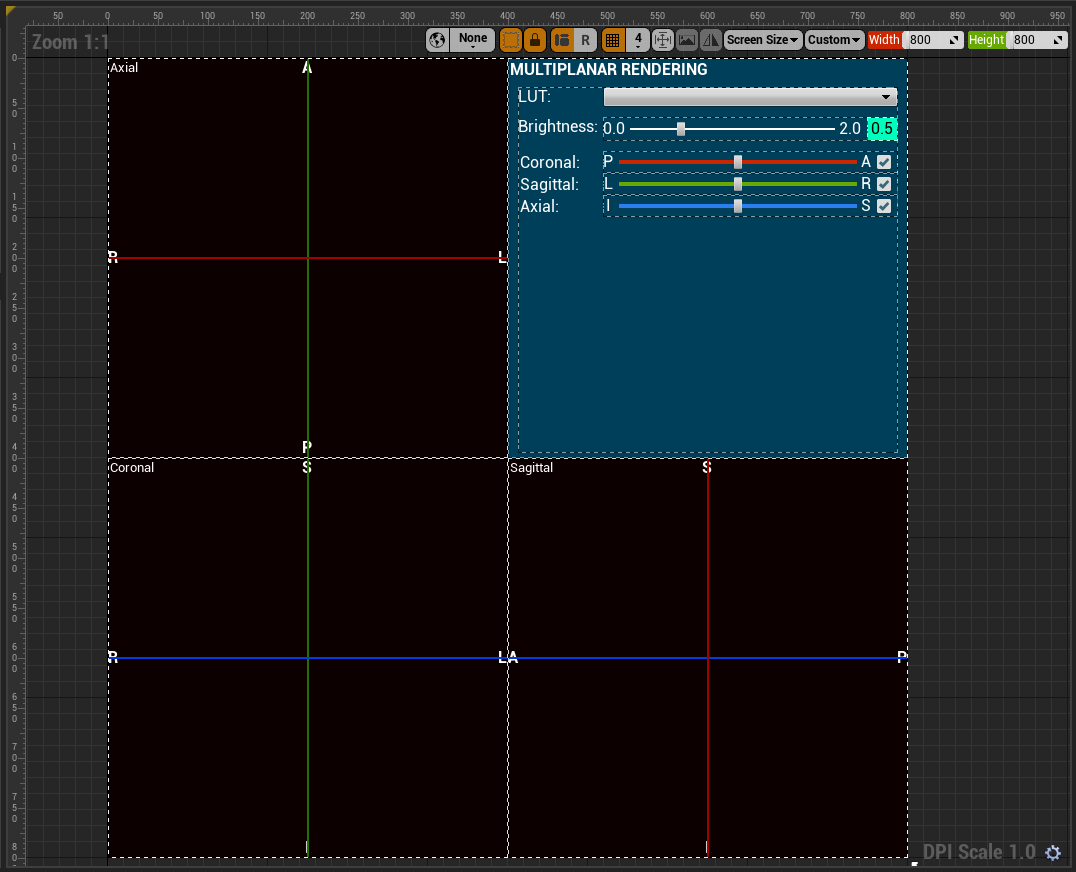 50 0 50 100 150 200 250 300 350 400 450 500 550 600 650 700 750 800 850 900 950
Zoom 1:1
None
R
4
Screen Size
Custom
Width 800
Height 800
0
50
100
150
200
250
300
350
400
450
500
550
600
650
700
750
800
Axial
A
R
L
P
MULTIPLANAR RENDERING
LUT:
Brightness: 0.0 2.0 0.5
Coronal: P A
Sagittal: L R
Axial: I S
Coronal
S
R
L
I
Sagittal
S
A
P
I
DPI Scale 1.0